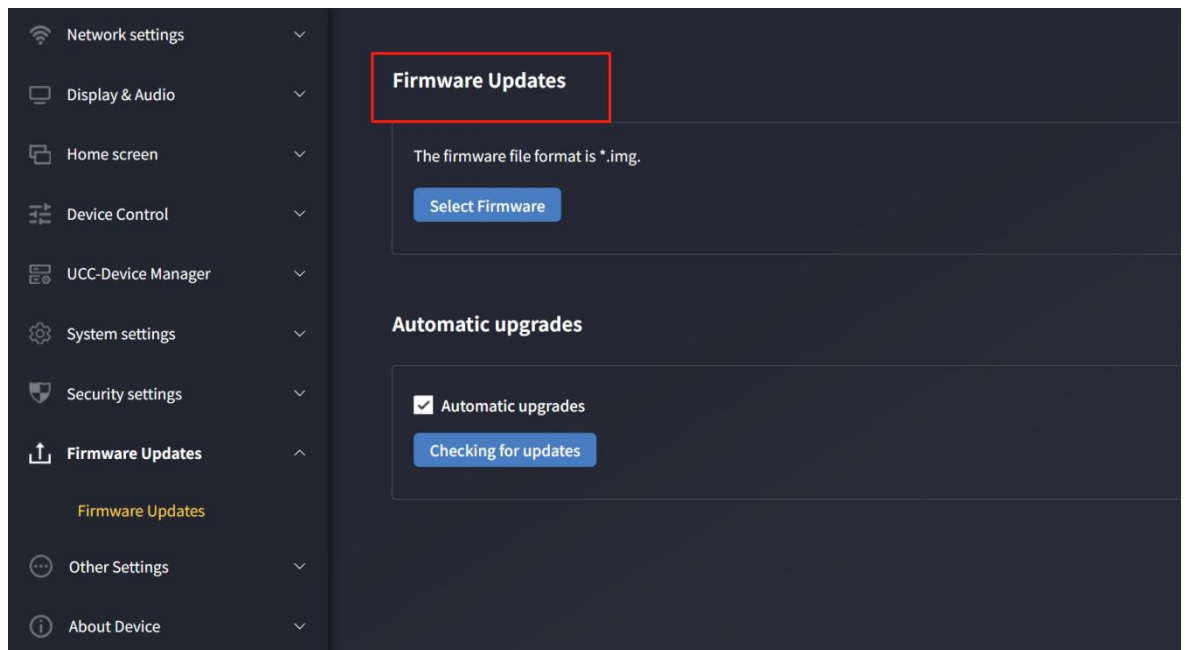 Network settings
Display & Audio
Home screen
Device Control
UCC-Device Manager
System settings
Security settings
Firmware Updates
Firmware Updates
Other Settings
About Device
Firmware Updates
The firmware file format is *.img.
Select Firmware
Automatic upgrades
Automatic upgrades
Checking for updates